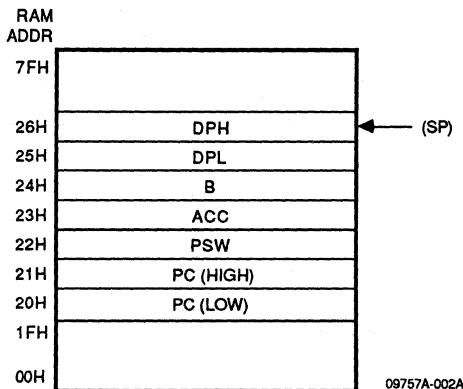 RAM
ADDR
7FH
26H DPH (SP)
25H DPL
24H B
23H ACC
22H PSW
21H PC (HIGH)
20H PC (LOW)
1FH
00H
09757A-002A